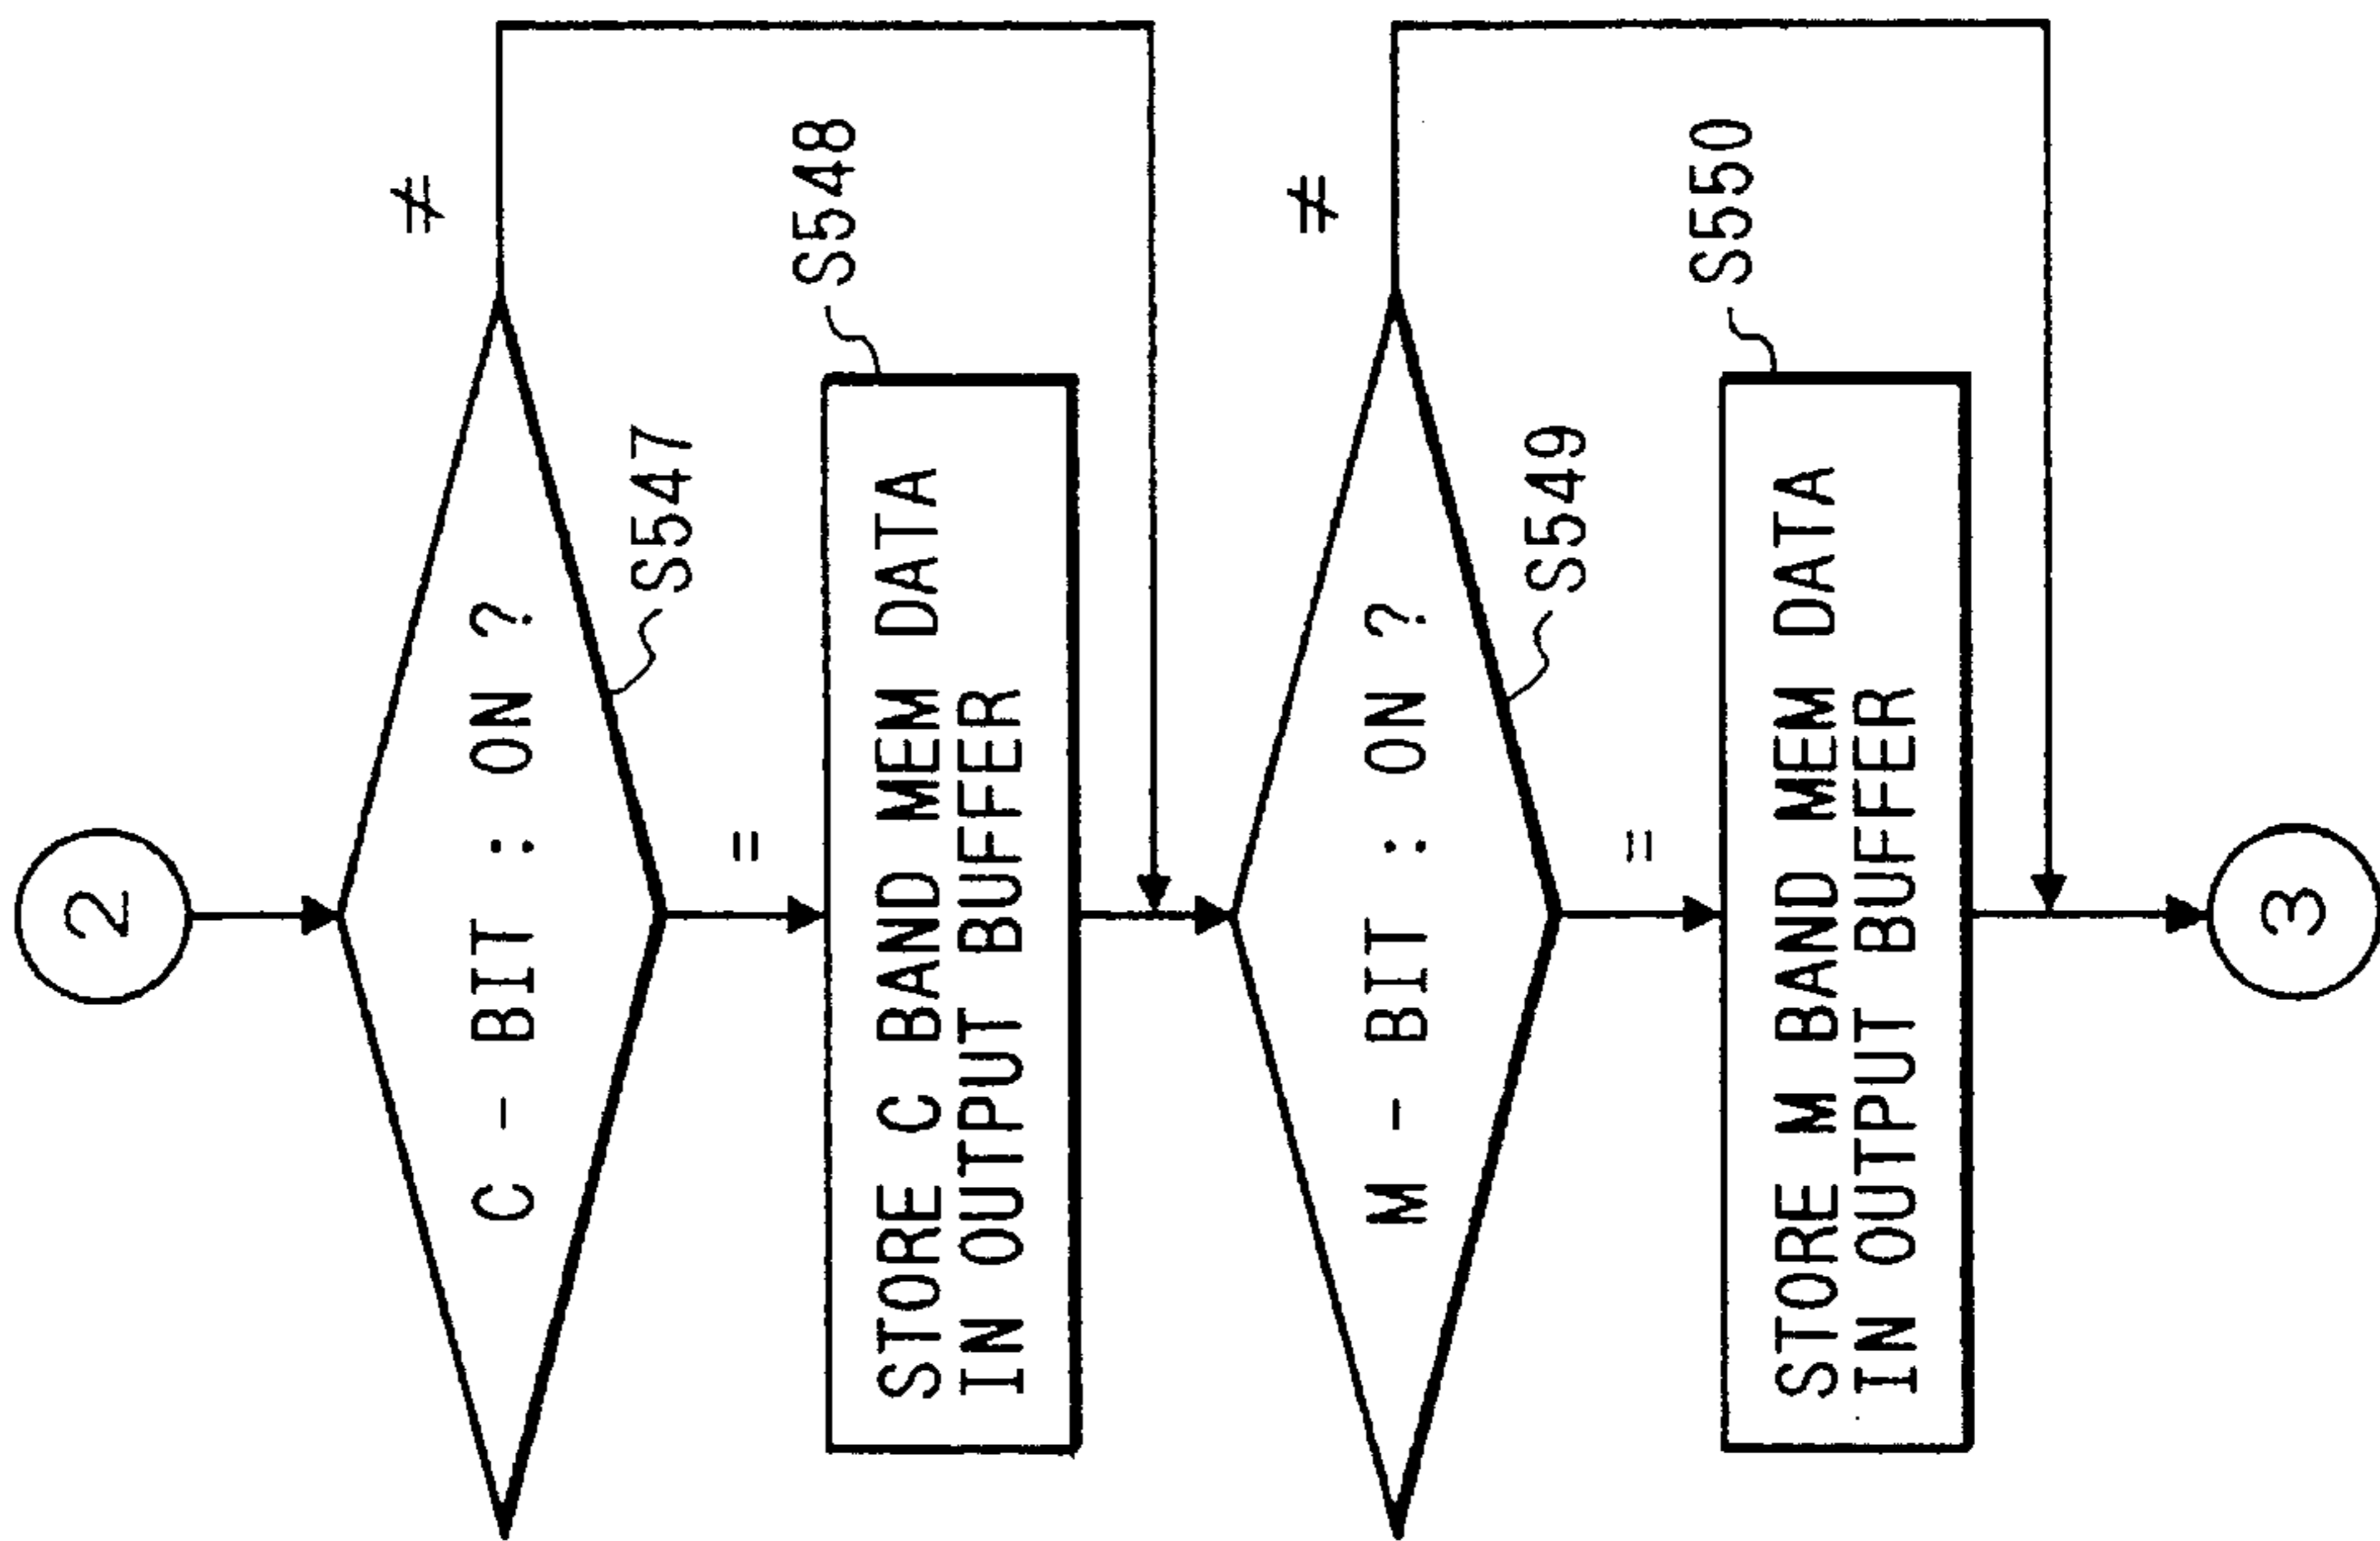 2
C - BIT : ON ?
≠
S547
=
STORE C BAND MEM DATA
IN OUTPUT BUFFER
S548
M - BIT : ON ?
≠
S549
=
STORE M BAND MEM DATA
IN OUTPUT BUFFER
S550
3